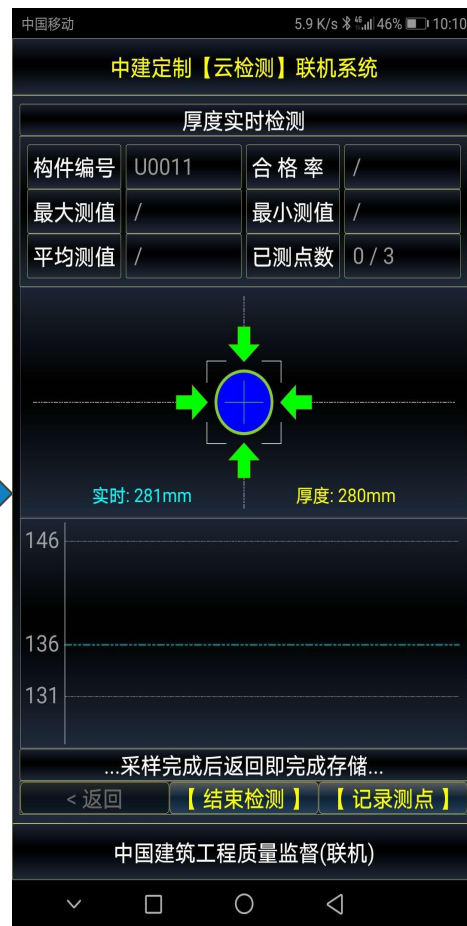 中国移动 5.9 K/s 46% 10:10
中建定制【云检测】联机系统
厚度实时检测
构件编号 U0011 合格率 /
最大测值 / 最小测值 /
平均测值 / 已测点数 0 / 3
实时: 281mm 厚度: 280mm
146
136
131
...采样完成后返回即完成存储...
< 返回 【 结束检测 】 【 记录测点 】
中国建筑工程质量监督(联机)